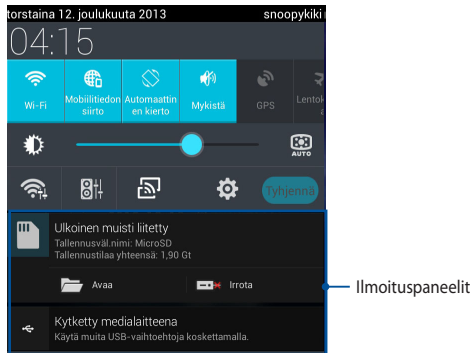 torstaina 12. joulukuuta 2013 snoopykiki
04:15
Wi-Fi
Mobiilitiedon siirto
Automaattin en kierto
Mykistä
GPS
Lentok
AUTO
Tyhjennä
Ulkoinen muisti liitetty
Tallennusväl.nimi: MicroSD
Tallennustilaa yhteensä: 1,90 Gt
Avaa Irrota
Ilmoituspaneelit
Kytketty medialaitteena
Käytä muita USB-vaihtoehtoja koskettamalla.